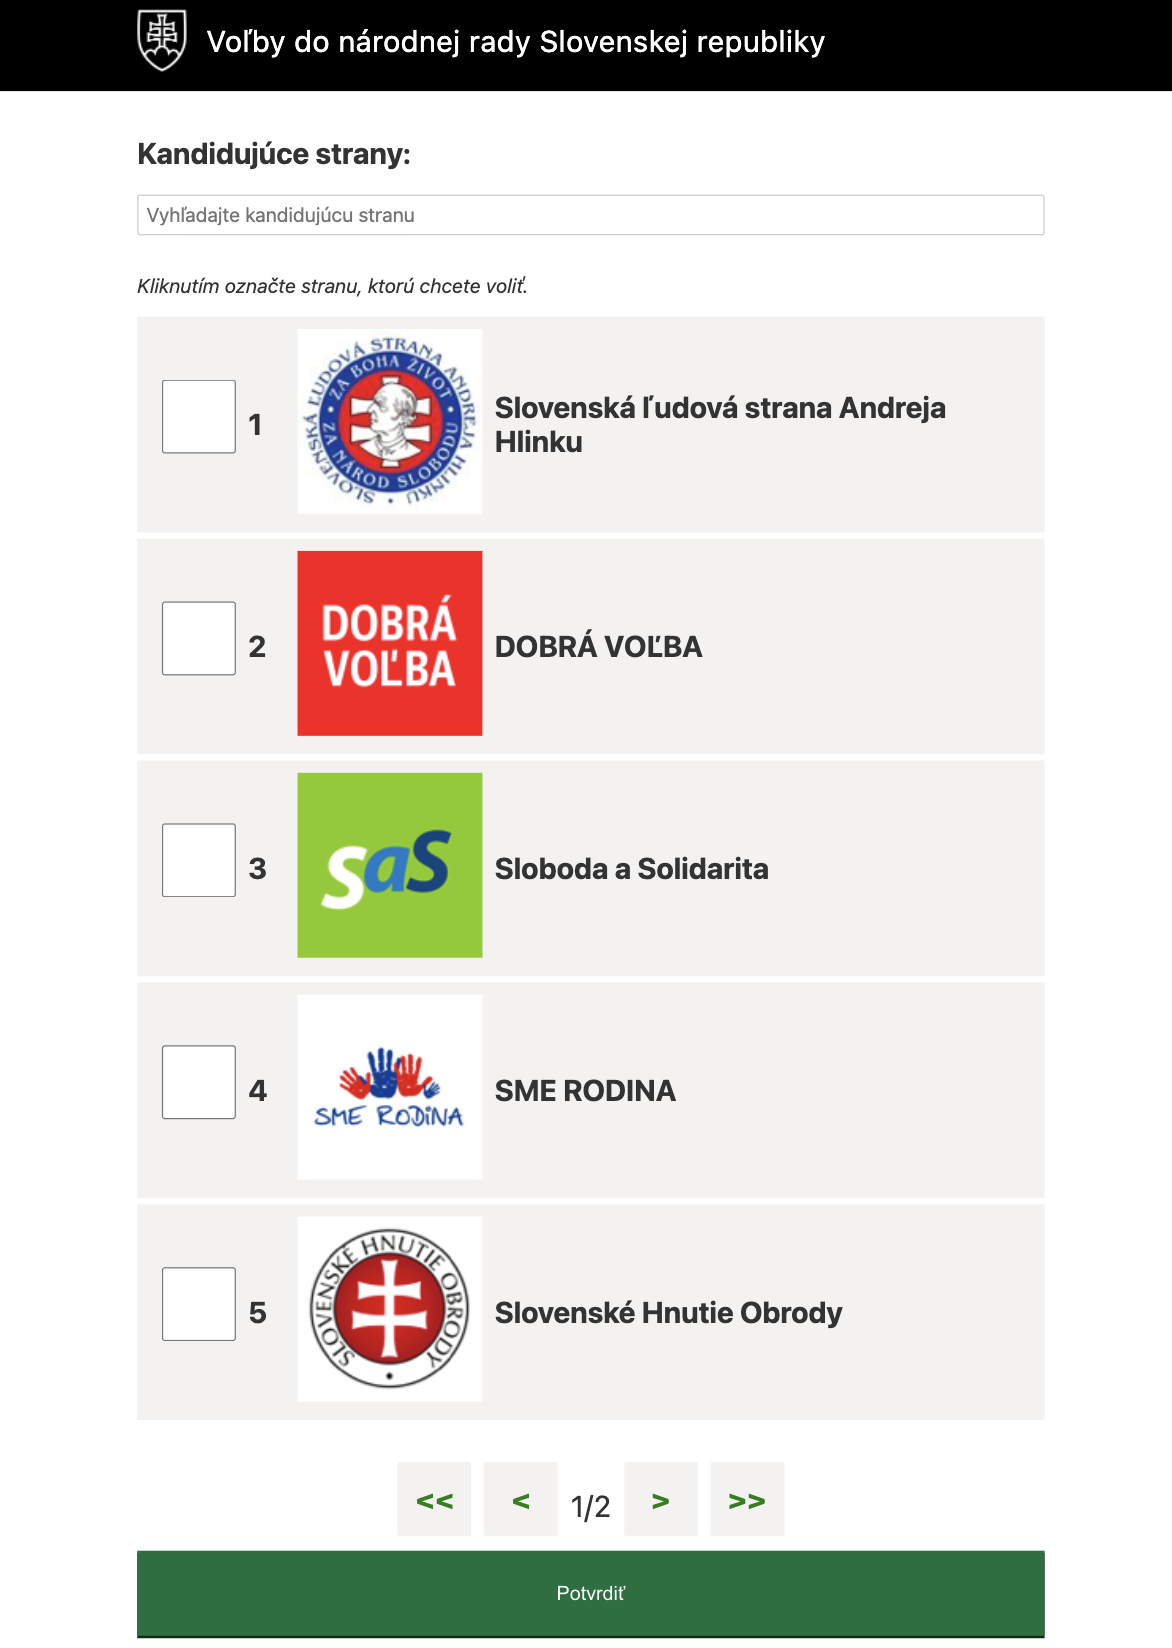 Voľby do národnej rady Slovenskej republiky
Kandidujúce strany:
Vyhľadajte kandidujúcu stranu
Kliknutím označte stranu, ktorú chcete voliť.
1
SLOVENSKÁ ĽUDOVÁ STRANA ANDREJA HLINKU
ZA BOHA ŽIVOT
ZA NÁROD SLOBODU
Slovenská ľudová strana Andreja
Hlinku
2
DOBRÁ
VOĽBA
DOBRÁ VOĽBA
3
SaS
Sloboda a Solidarita
4
SME RODINA
SME RODINA
5
SLOVENSKÉ HNUTIE OBRODY
Slovenské Hnutie Obrody
<< < 1/2 > >>
Potvrdiť